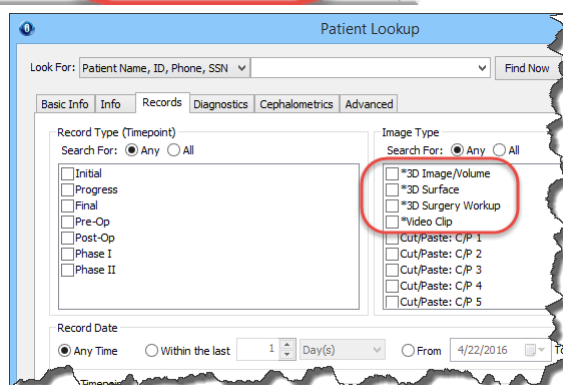 Patient Lookup
Look For: Patient Name, ID, Phone, SSN Find Now
Basic Info Info Records Diagnostics Cephalometrics Advanced
Record Type (Timepoint)
Search For: Any All
Initial
Progress
Final
Pre-Op
Post-Op
Phase I
Phase II
Image Type
Search For: Any All
*3D Image/Volume
*3D Surface
*3D Surgery Workup
*Video Clip
Cut/Paste: C/P 1
Cut/Paste: C/P 2
Cut/Paste: C/P 3
Cut/Paste: C/P 4
Cut/Paste: C/P 5
Record Date
Any Time Within the last 1 Day(s) From 4/22/2016 To